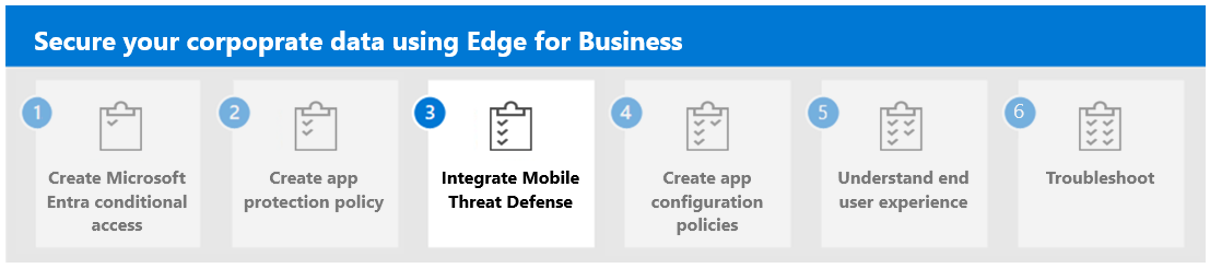 Secure your corpoprate data using Edge for Business
1
Create Microsoft
Entra conditional
access
2
Create app
protection policy
3
Integrate Mobile
Threat Defense
4
Create app
configuration
policies
5
Understand end
user experience
6
Troubleshoot